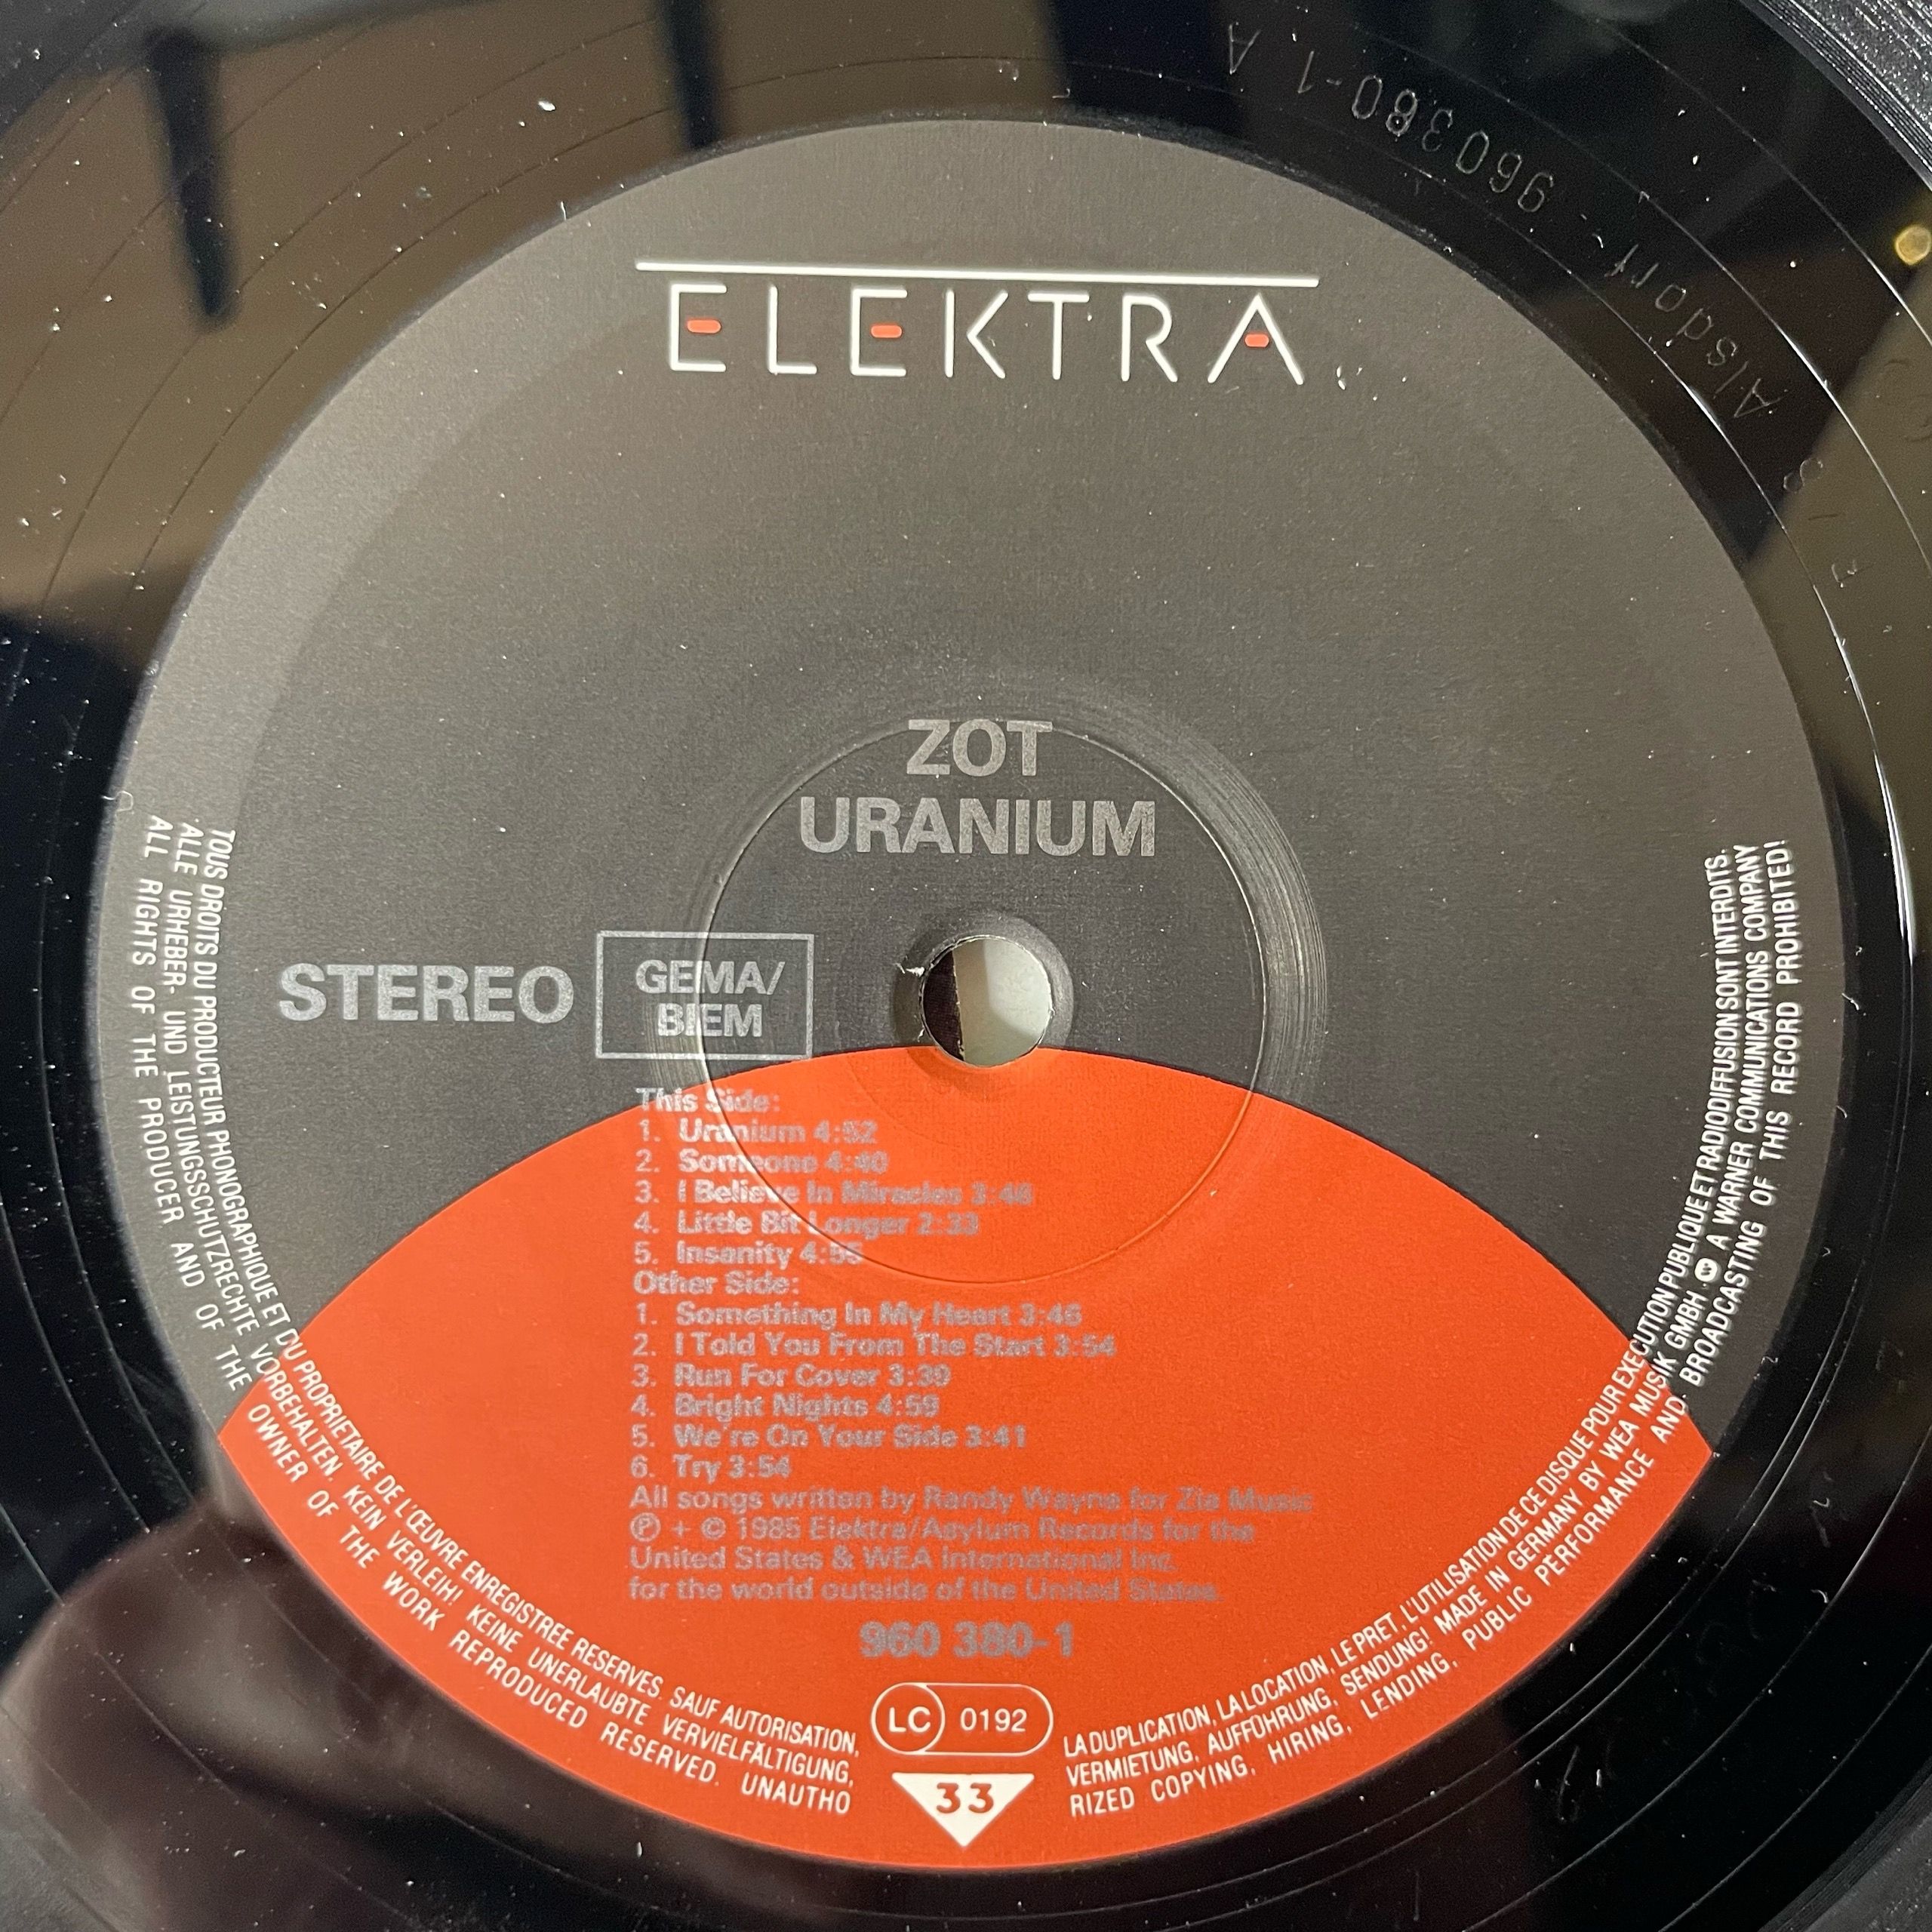 ELEKTRA
ZOT
URANIUM
STEREO
GEMA/
BIEM
This Side:
1. Uranium 4:52
2. Someone 4:40
3. I Believe In Miracles 3:48
4. Little Bit Longer 2:33
5. Insanity 4:55
Other Side:
1. Something In My Heart 3:46
2. I Told You From The Start 3:54
3. Run For Cover 3:39
4. Bright Nights 4:59
5. We're On Your Side 3:41
6. Try 3:54
All songs written by Randy Wayne for Zia Music
Ⓟ + © 1985 Elektra/Asylum Records for the
United States & WEA International Inc.
for the world outside of the United States.
960 380-1
LC 0192
33
TOUS DROITS DU PRODUCTEUR PHONOGRAPHIQUE ET DU PROPRIETAIRE DE L'ŒUVRE ENREGISTREE RESERVES. SAUF AUTORISATION, LA DUPLICATION, LA LOCATION, LE PRET, L'UTILISATION DE CE DISQUE POUR EXECUTION PUBLIQUE ET RADIODIFFUSION SONT INTERDITS.
ALLE URHEBER- UND LEISTUNGSSCHUTZRECHTE VORBEHALTEN. KEIN VERLEIH! KEINE UNERLAUBTE VERVIELFÄLTIGUNG, VERMIETUNG, AUFFÜHRUNG, SENDUNG! MADE IN GERMANY BY WEA MUSIK GMBH W A WARNER COMMUNICATIONS COMPANY
ALL RIGHTS OF THE PRODUCER AND OF THE OWNER OF THE WORK REPRODUCED RESERVED. UNAUTHORIZED COPYING, HIRING, LENDING, PUBLIC PERFORMANCE AND BROADCASTING OF THIS RECORD PROHIBITED!
Alsdorf - 960380-1 A